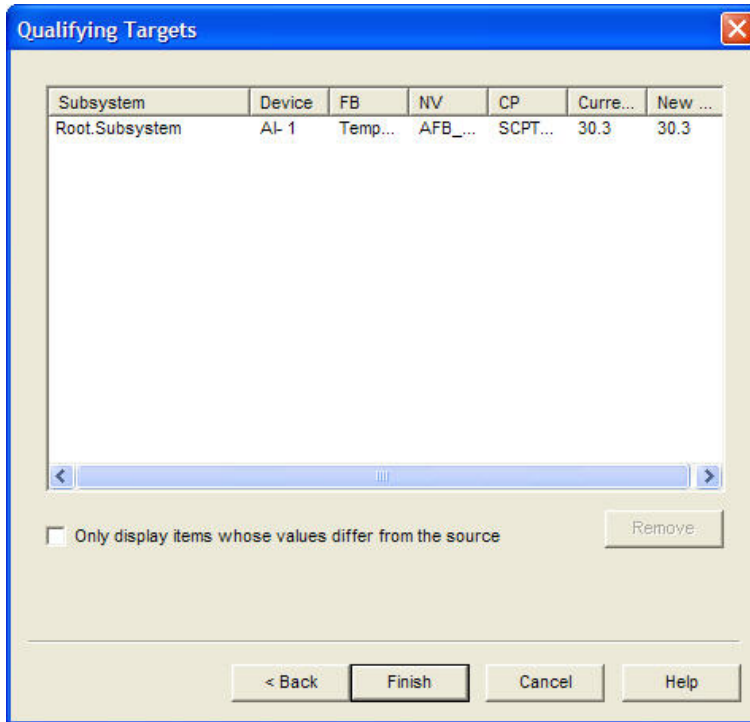 Qualifying Targets
Subsystem Device FB NV CP Curre... New ...
Root.Subsystem AI- 1 Temp... AFB_... SCPT... 30.3 30.3
Only display items whose values differ from the source
Remove
< Back Finish Cancel Help